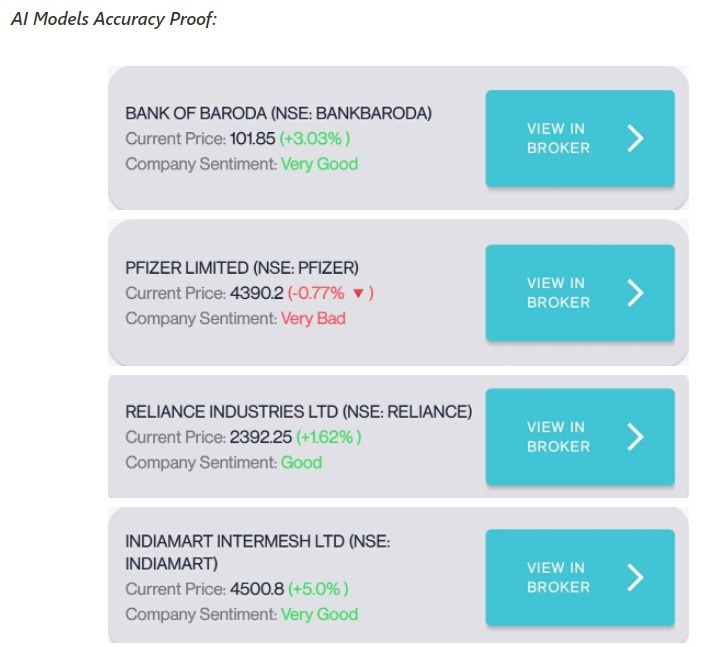 AI Models Accuracy Proof:
BANK OF BARODA (NSE: BANKBARODA)
Current Price: 101.85 (+3.03% )
Company Sentiment: Very Good
VIEW IN
BROKER
PFIZER LIMITED (NSE: PFIZER)
Current Price: 4390.2 (-0.77% ▼ )
Company Sentiment: Very Bad
VIEW IN
BROKER
RELIANCE INDUSTRIES LTD (NSE: RELIANCE)
Current Price: 2392.25 (+1.62% )
Company Sentiment: Good
VIEW IN
BROKER
INDIAMART INTERMESH LTD (NSE:
INDIAMART)
Current Price: 4500.8 (+5.0% )
Company Sentiment: Very Good
VIEW IN
BROKER